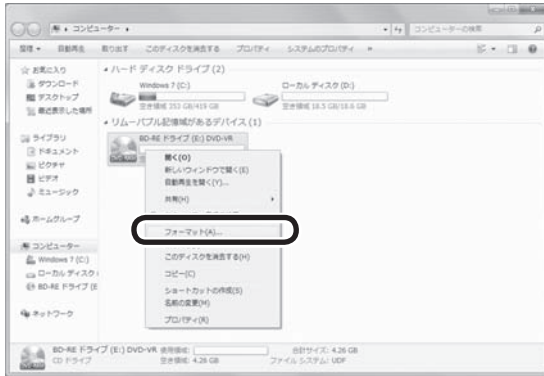 コンピューター
コンピューターの検索
整理 自動再生 取り出す このディスクを消去する プロパティ システムのプロパティ »
お気に入り
ダウンロード
デスクトップ
最近表示した場所
ライブラリ
ドキュメント
ピクチャ
ビデオ
ミュージック
ホームグループ
コンピューター
Windows 7 (C:)
ローカル ディスク (
BD-RE ドライブ (E
ネットワーク
ハード ディスク ドライブ (2)
Windows 7 (C:)
空き領域 353 GB/419 GB
ローカル ディスク (D:)
空き領域 18.5 GB/18.6 GB
リムーバブル記憶域があるデバイス (1)
BD-RE ドライブ (E:) DVD-VR
開く(O)
新しいウィンドウで開く(E)
自動再生を開く(Y)...
共有(H)
フォーマット(A)...
このディスクを消去する(H)
コピー(C)
ショートカットの作成(S)
名前の変更(M)
プロパティ(R)
BD-RE ドライブ (E:) DVD-VR 使用領域: 合計サイズ: 4.26 GB
CD ドライブ 空き領域: 4.26 GB ファイル システム: UDF